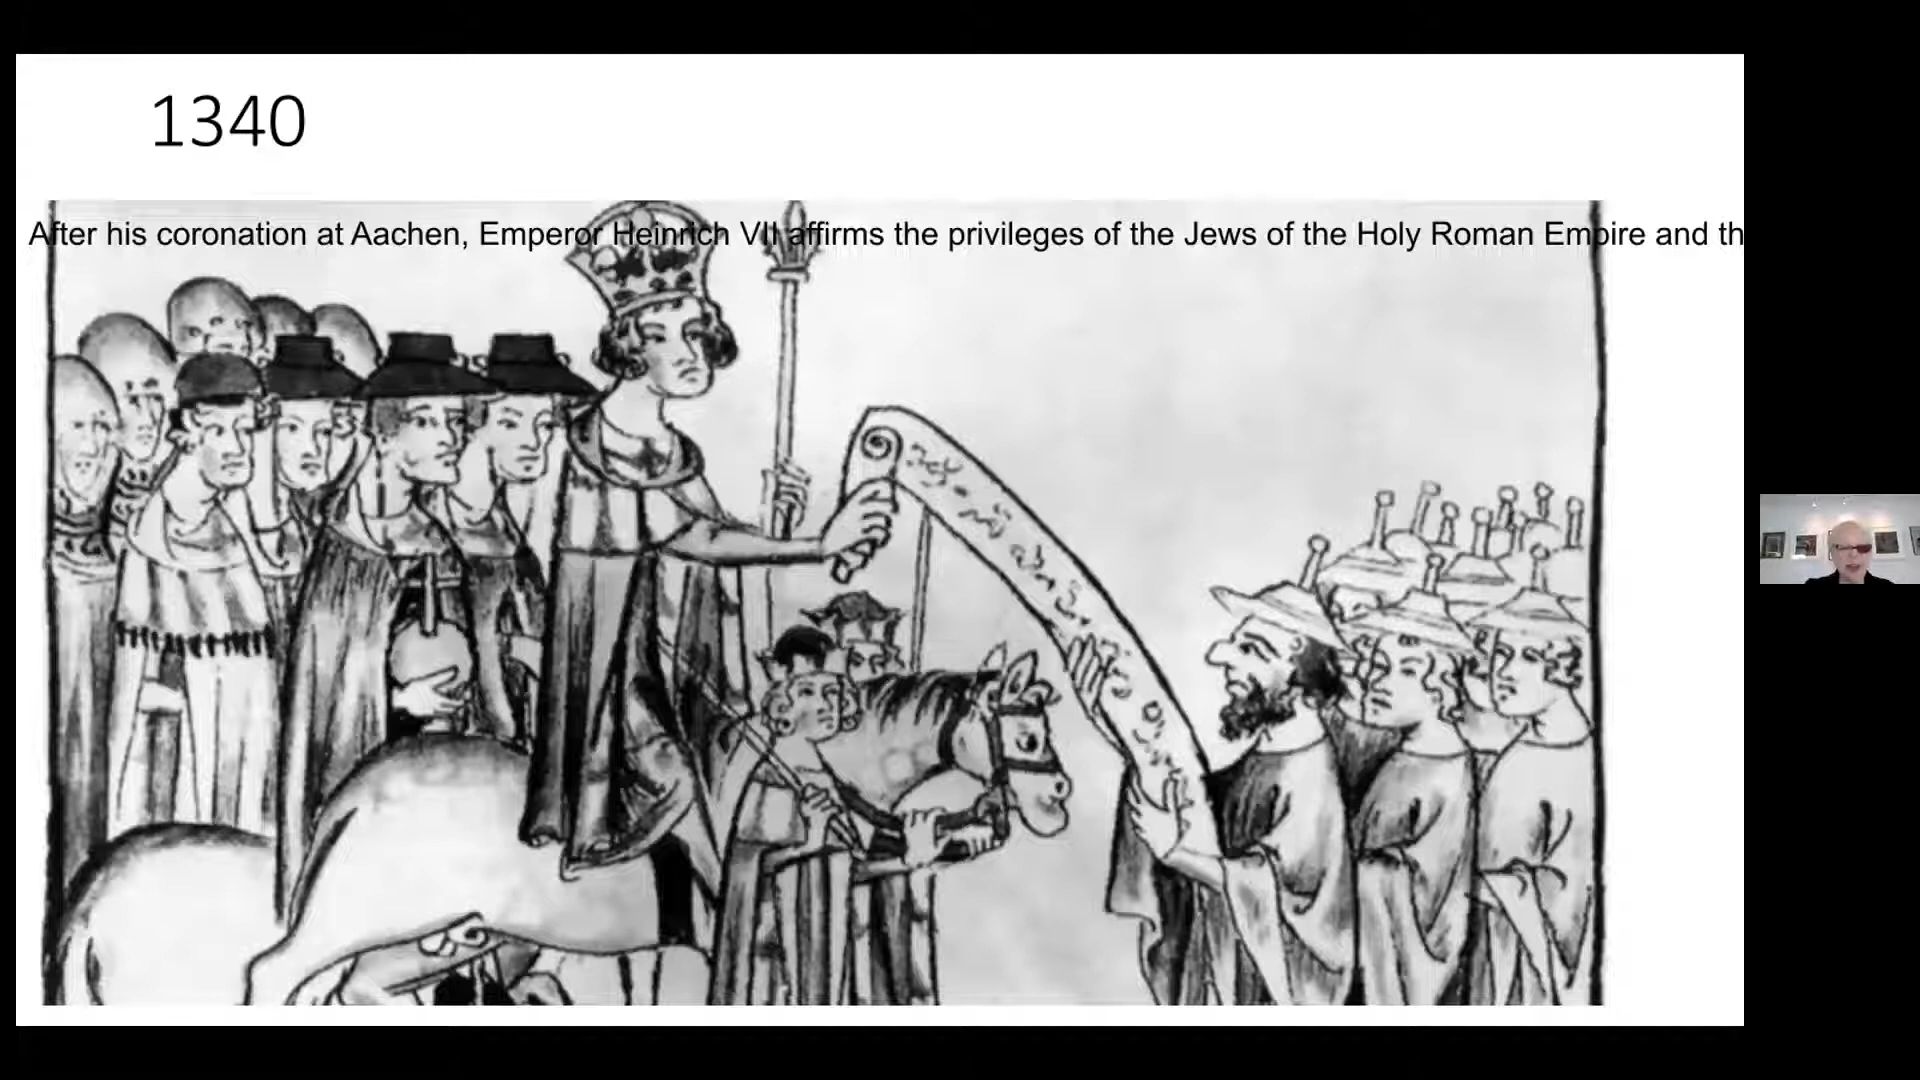 1340
After his coronation at Aachen, Emperor Heinrich VII affirms the privileges of the Jews of the Holy Roman Empire and th